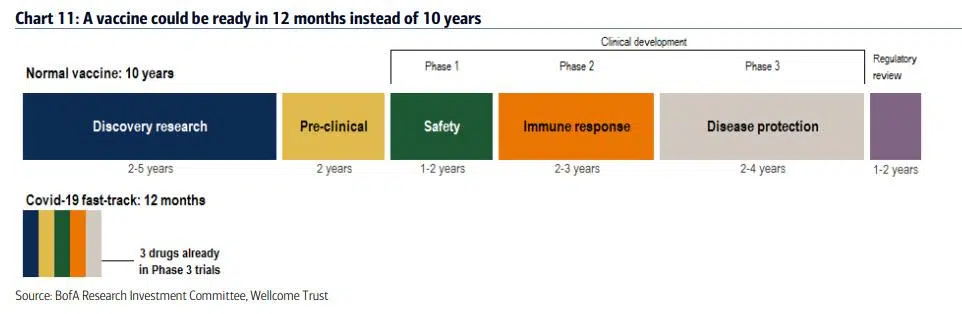 Chart 11: A vaccine could be ready in 12 months instead of 10 years
Clinical development
Normal vaccine: 10 years
Phase 1
Phase 2
Phase 3
Regulatory
review
Discovery research
Pre-clinical
Safety
Immune response
Disease protection
2-5 years
2 years
1-2 years
2-3 years
2-4 years
1-2 years
Covid-19 fast-track: 12 months
3 drugs already
in Phase 3 trials
Source: BofA Research Investment Committee, Wellcome Trust